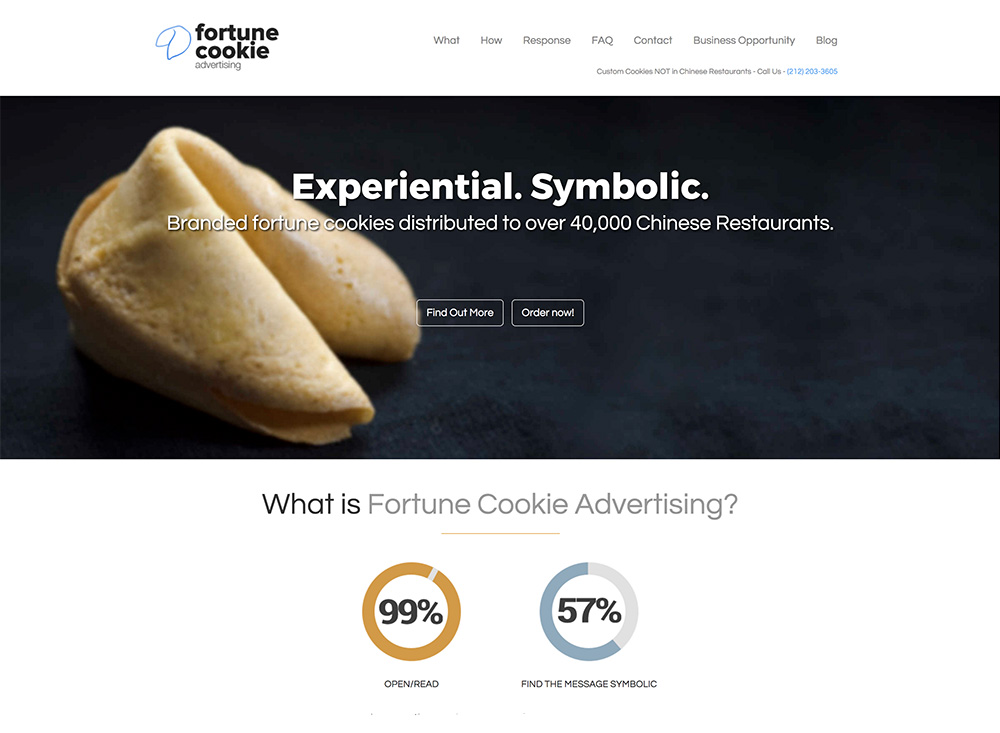 fortune
cookie
advertising
What How Response FAQ Contact Business Opportunity Blog
Custom Cookies NOT in Chinese Restaurants - Call Us - (212) 203-3605
Experiential. Symbolic.
Branded fortune cookies distributed to over 40,000 Chinese Restaurants.
Find Out More Order now!
What is Fortune Cookie Advertising?
99% 57%
OPEN/READ FIND THE MESSAGE SYMBOLIC